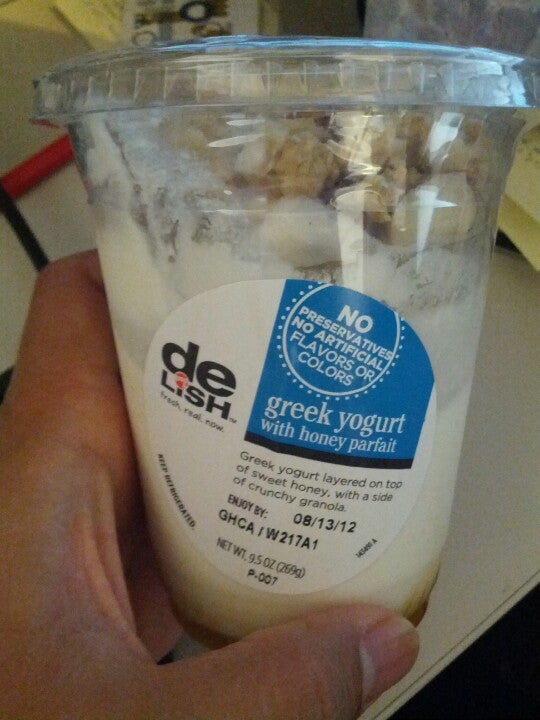 NO
PRESERVATIVES
NO ARTIFICIAL
FLAVORS OR
COLORS
de
LiSH™
fresh. real. now.
greek yogurt
with honey parfait
Greek yogurt layered on top
of sweet honey, with a side
of crunchy granola.
ENJOY BY: 08/13/12
GHCA / W217A1
KEEP REFRIGERATED.
NET WT. 9.5 OZ (269g)
P-007